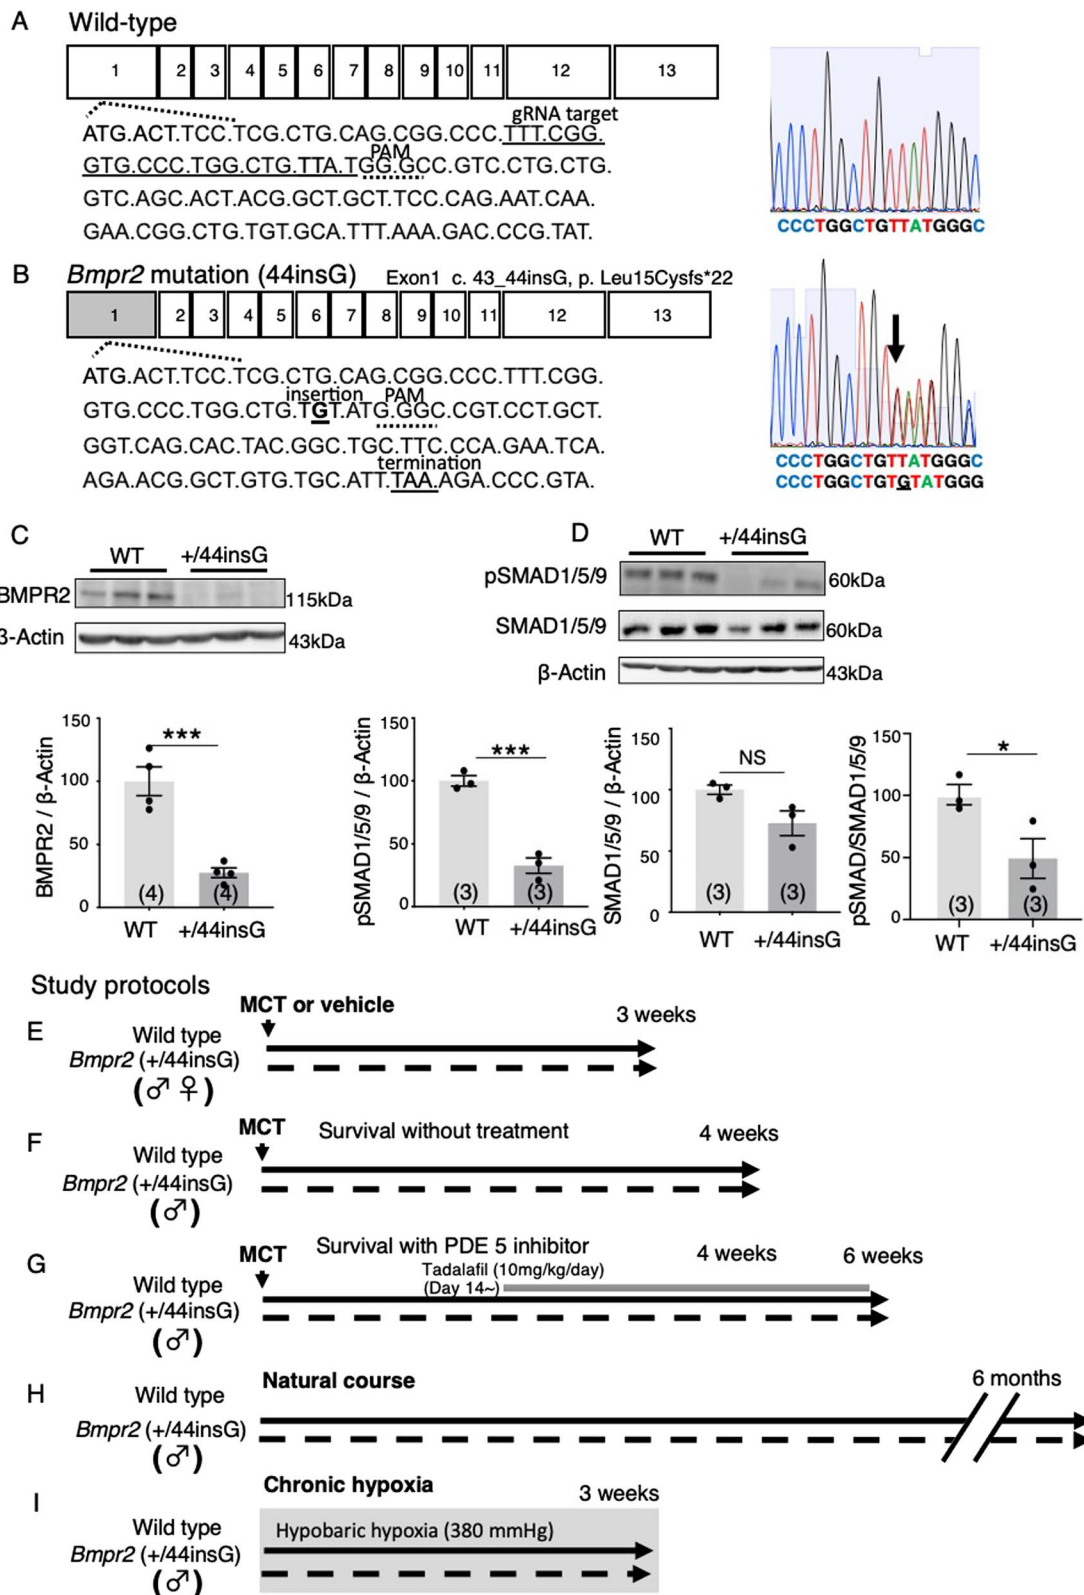 A Wild-type
1 2 3 4 5 6 7 8 9 10 11 12 13
gRNA target
ATG.ACT.TCC.TCG.CTG.CAG.CGG.CCC.TTT.CGG.
PAM
GTG.CCC.TGG.CTG.TTA.TGG.GCC.GTC.CTG.CTG.
GTC.AGC.ACT.ACG.GCT.GCT.TCC.CAG.AAT.CAA.
GAA.CGG.CTG.TGT.GCA.TTT.AAA.GAC.CCG.TAT.
CCCTGGCTGTTATGGGC
B Bmpr2 mutation (44insG) Exon1 c. 43_44insG, p. Leu15Cysfs*22
1 2 3 4 5 6 7 8 9 10 11 12 13
ATG.ACT.TCC.TCG.CTG.CAG.CGG.CCC.TTT.CGG.
insertion PAM
GTG.CCC.TGG.CTG.TGT.ATG.GGC.CGT.CCT.GCT.
GGT.CAG.CAC.TAC.GGC.TGC.TTC.CCA.GAA.TCA.
termination
AGA.ACG.GCT.GTG.TGC.ATT.TAA.AGA.CCC.GTA.
CCCTGGCTGTTATGGGC
CCCTGGCTGTGTATGGG
C
WT +/44insG
BMPR2 115kDa
β-Actin 43kDa
D
WT +/44insG
pSMAD1/5/9 60kDa
SMAD1/5/9 60kDa
β-Actin 43kDa
BMPR2 / β-Actin
150
100
50
0
***
(4) (4)
WT +/44insG
pSMAD1/5/9 / β-Actin
150
100
50
0
***
(3) (3)
WT +/44insG
SMAD1/5/9 / β-Actin
150
100
50
0
NS
(3) (3)
WT +/44insG
pSMAD/SMAD1/5/9
150
100
50
0
*
(3) (3)
WT +/44insG
Study protocols
E
MCT or vehicle
3 weeks
Wild type
Bmpr2 (+/44insG)
(♂♀)
F
MCT Survival without treatment 4 weeks
Wild type
Bmpr2 (+/44insG)
(♂)
G
MCT Survival with PDE 5 inhibitor 4 weeks 6 weeks
Tadalafil (10mg/kg/day)
(Day 14~)
Wild type
Bmpr2 (+/44insG)
(♂)
H
Natural course 6 months
Wild type
Bmpr2 (+/44insG)
(♂)
I
Chronic hypoxia 3 weeks
Hypobaric hypoxia (380 mmHg)
Wild type
Bmpr2 (+/44insG)
(♂)